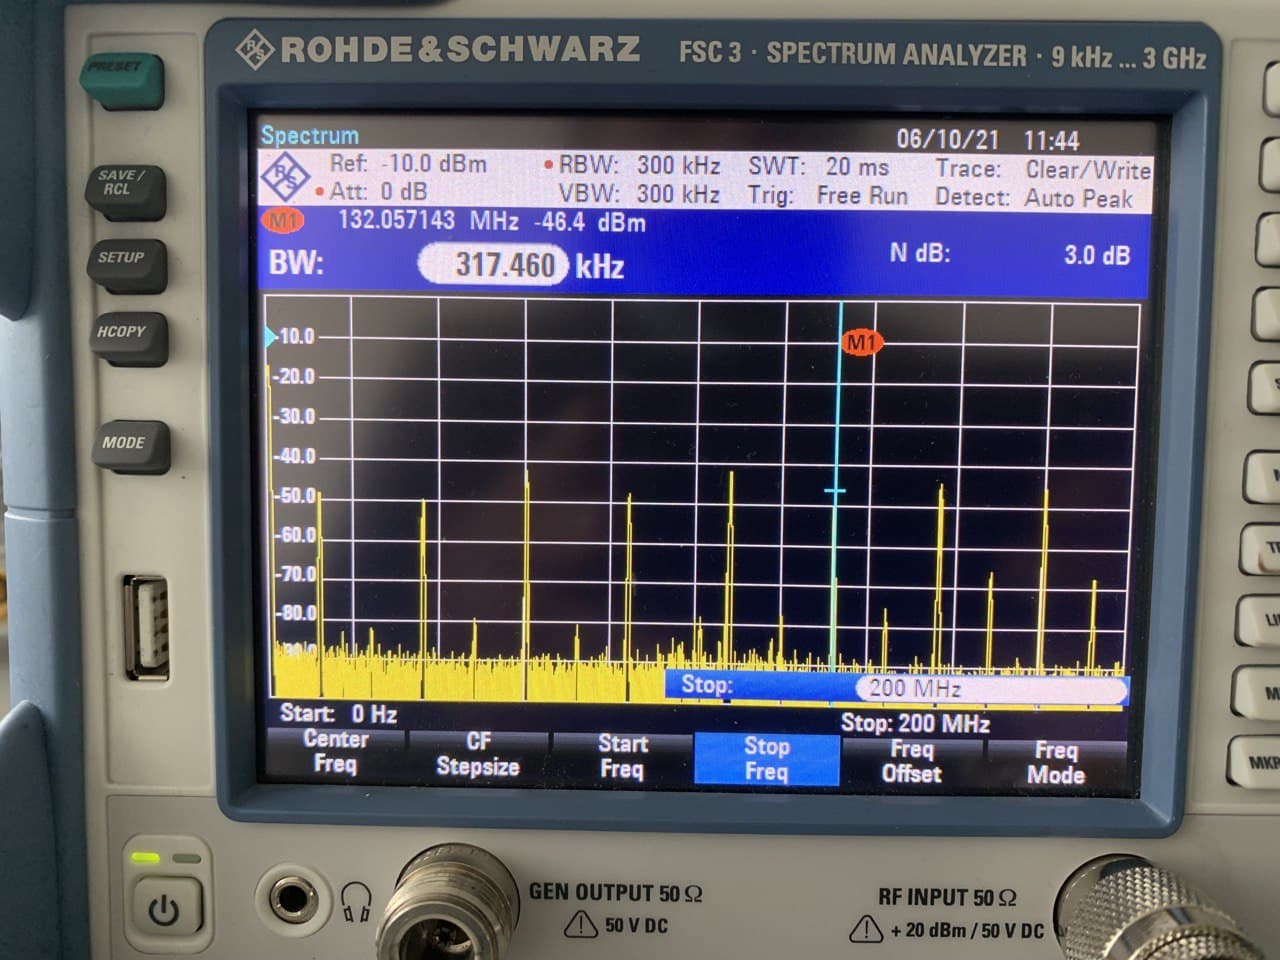 ROHDE&SCHWARZ FSC 3 · SPECTRUM ANALYZER · 9 kHz ... 3 GHz
PRESET
SAVE /
RCL
SETUP
HCOPY
MODE
Spectrum 06/10/21 11:44
Ref: -10.0 dBm RBW: 300 kHz SWT: 20 ms Trace: Clear/Write
Att: 0 dB VBW: 300 kHz Trig: Free Run Detect: Auto Peak
M1 132.057143 MHz -46.4 dBm
BW: 317.460 kHz N dB: 3.0 dB
M1
-10.0
-20.0
-30.0
-40.0
-50.0
-60.0
-70.0
-80.0
Stop: 200 MHz
Start: 0 Hz Stop: 200 MHz
Center Freq
CF Stepsize
Start Freq
Stop Freq
Freq Offset
Freq Mode
GEN OUTPUT 50 Ω
50 V DC
RF INPUT 50 Ω
+ 20 dBm / 50 V DC
MKR